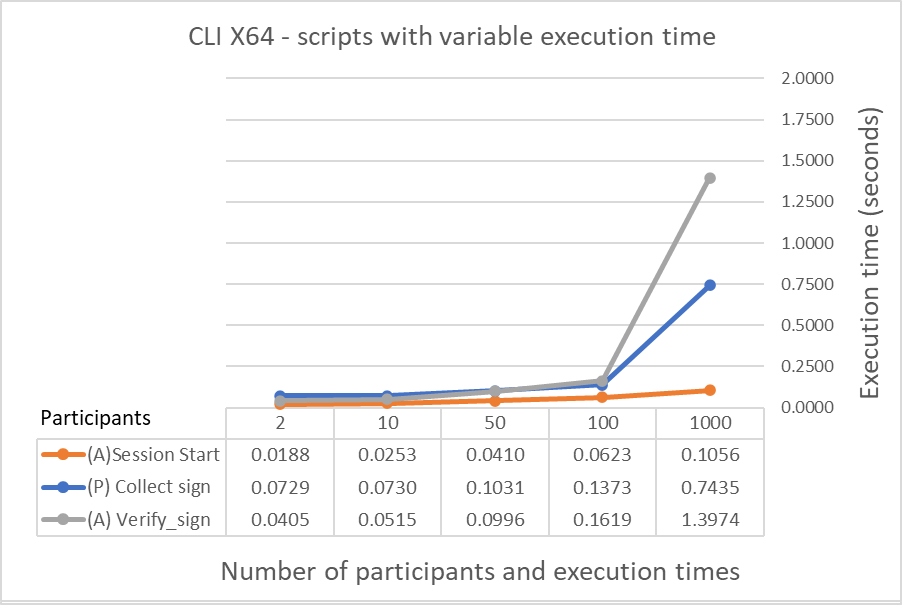 CLI X64 - scripts with variable execution time
2.0000
1.7500
1.5000
1.2500
1.0000
0.7500
0.5000
0.2500
0.0000
Execution time (seconds)
Participants 2 10 50 100 1000
(A)Session Start 0.0188 0.0253 0.0410 0.0623 0.1056
(P) Collect sign 0.0729 0.0730 0.1031 0.1373 0.7435
(A) Verify_sign 0.0405 0.0515 0.0996 0.1619 1.3974
Number of participants and execution times